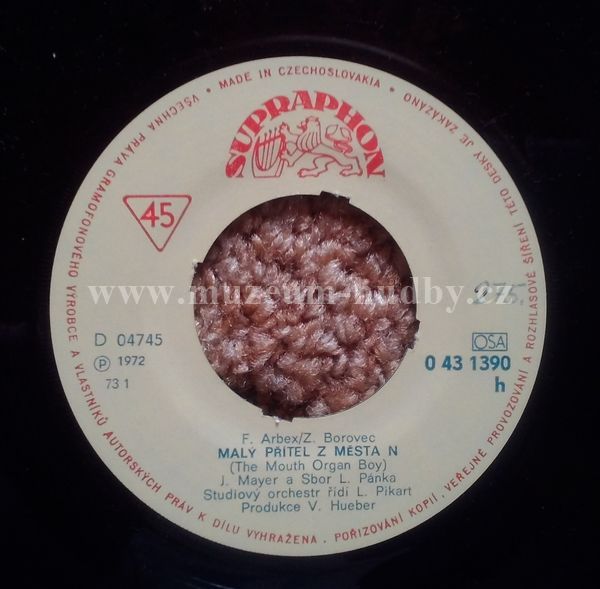 VŠECHNA PRÁVA GRAMOFONOVÉHO VÝROBCE A VLASTNÍKŮ AUTORSKÝCH PRÁV K DÍLU VYHRAŽENA. POŘIZOVÁNÍ KOPIÍ, VEŘEJNÉ PROVOZOVÁNÍ A ROZHLASOVÉ ŠÍŘENÍ TÉTO DESKY JE ZAKÁZÁNO • MADE IN CZECHOSLOVAKIA •
SUPRAPHON
45
www.muzeum-hudby.cz
D 04745
℗ 1972
73 1
OSA
0 43 1390
h
F. Arbex/Z. Borovec
MALÝ PŘÍTEL Z MĚSTA N
(The Mouth Organ Boy)
J. Mayer a Sbor L. Pánka
Studiový orchestr řídí L. Pikart
Produkce V. Hueber